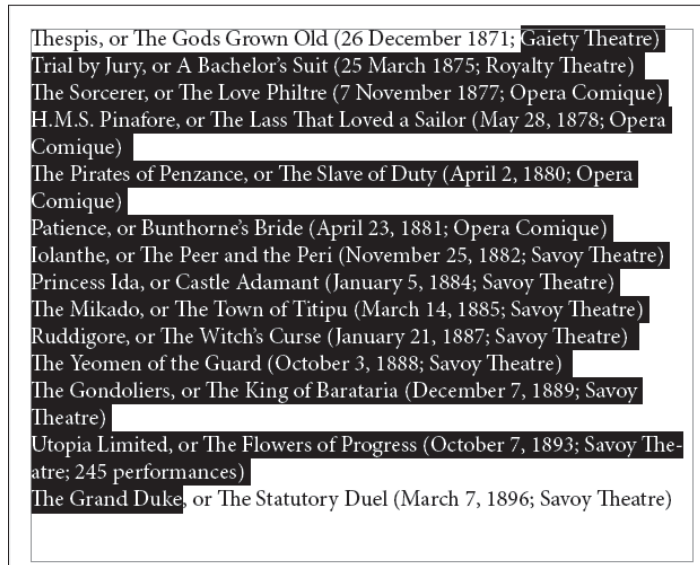 Thespis, or The Gods Grown Old (26 December 1871; Gaiety Theatre)
Trial by Jury, or A Bachelor’s Suit (25 March 1875; Royalty Theatre)
The Sorcerer, or The Love Philtre (7 November 1877; Opera Comique)
H.M.S. Pinafore, or The Lass That Loved a Sailor (May 28, 1878; Opera
Comique)
The Pirates of Penzance, or The Slave of Duty (April 2, 1880; Opera
Comique)
Patience, or Bunthorne’s Bride (April 23, 1881; Opera Comique)
Iolanthe, or The Peer and the Peri (November 25, 1882; Savoy Theatre)
Princess Ida, or Castle Adamant (January 5, 1884; Savoy Theatre)
The Mikado, or The Town of Titipu (March 14, 1885; Savoy Theatre)
Ruddigore, or The Witch’s Curse (January 21, 1887; Savoy Theatre)
The Yeomen of the Guard (October 3, 1888; Savoy Theatre)
The Gondoliers, or The King of Barataria (December 7, 1889; Savoy
Theatre)
Utopia Limited, or The Flowers of Progress (October 7, 1893; Savoy The-
atre; 245 performances)
The Grand Duke, or The Statutory Duel (March 7, 1896; Savoy Theatre)